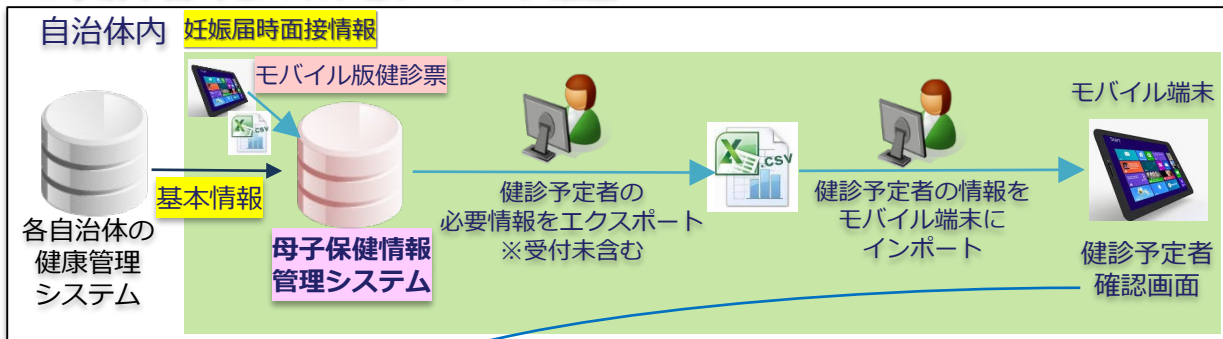 自治体内
妊娠届時面接情報
モバイル版健診票
基本情報
各自治体の
健康管理
システム
母子保健情報
管理システム
健診予定者の
必要情報をエクスポート
※受付未含む
.csv
健診予定者の情報を
モバイル端末に
インポート
モバイル端末
健診予定者
確認画面